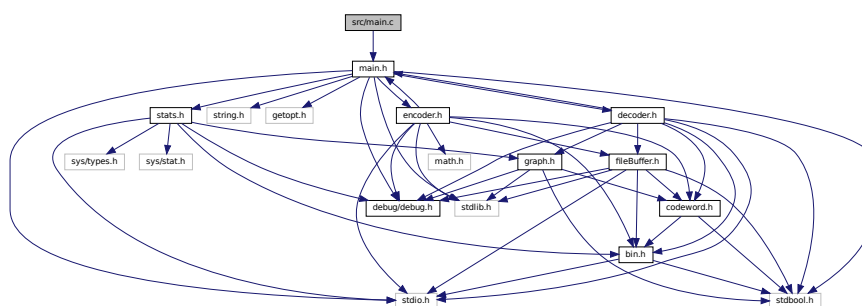 src/main.c
main.h
stats.h
string.h
getopt.h
encoder.h
decoder.h
sys/types.h
sys/stat.h
math.h
graph.h
fileBuffer.h
debug/debug.h
stdlib.h
codeword.h
bin.h
stdio.h
stdbool.h